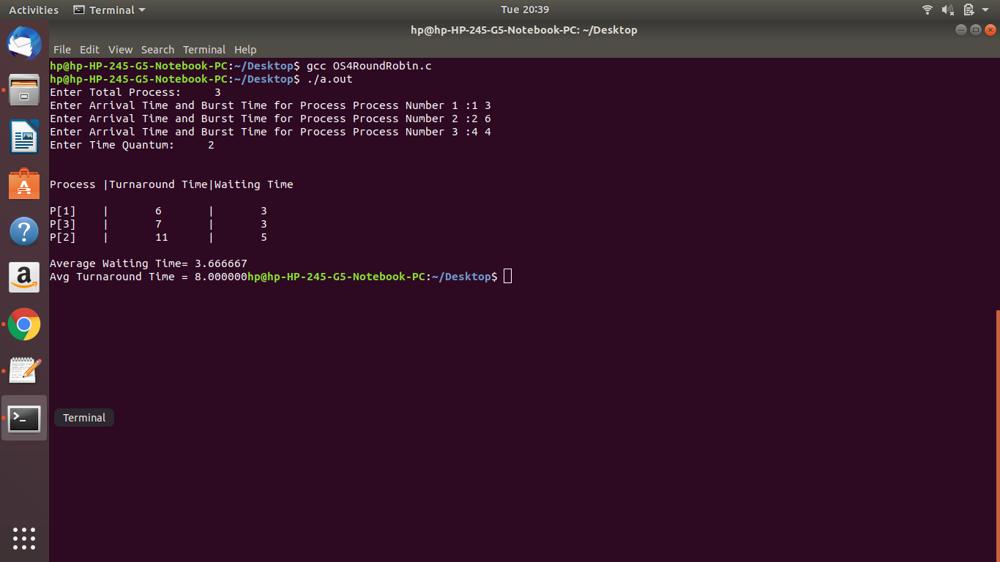 Activities Terminal Tue 20:39
hp@hp-HP-245-G5-Notebook-PC: ~/Desktop
File Edit View Search Terminal Help
hp@hp-HP-245-G5-Notebook-PC:~/Desktop$ gcc OS4RoundRobin.c
hp@hp-HP-245-G5-Notebook-PC:~/Desktop$ ./a.out
Enter Total Process:     3
Enter Arrival Time and Burst Time for Process Process Number 1 :1 3
Enter Arrival Time and Burst Time for Process Process Number 2 :2 6
Enter Arrival Time and Burst Time for Process Process Number 3 :4 4
Enter Time Quantum:     2
Process |Turnaround Time|Waiting Time
P[1]    |       6       |       3
P[3]    |       7       |       3
P[2]    |       11      |       5
Average Waiting Time= 3.666667
Avg Turnaround Time = 8.000000hp@hp-HP-245-G5-Notebook-PC:~/Desktop$
Terminal